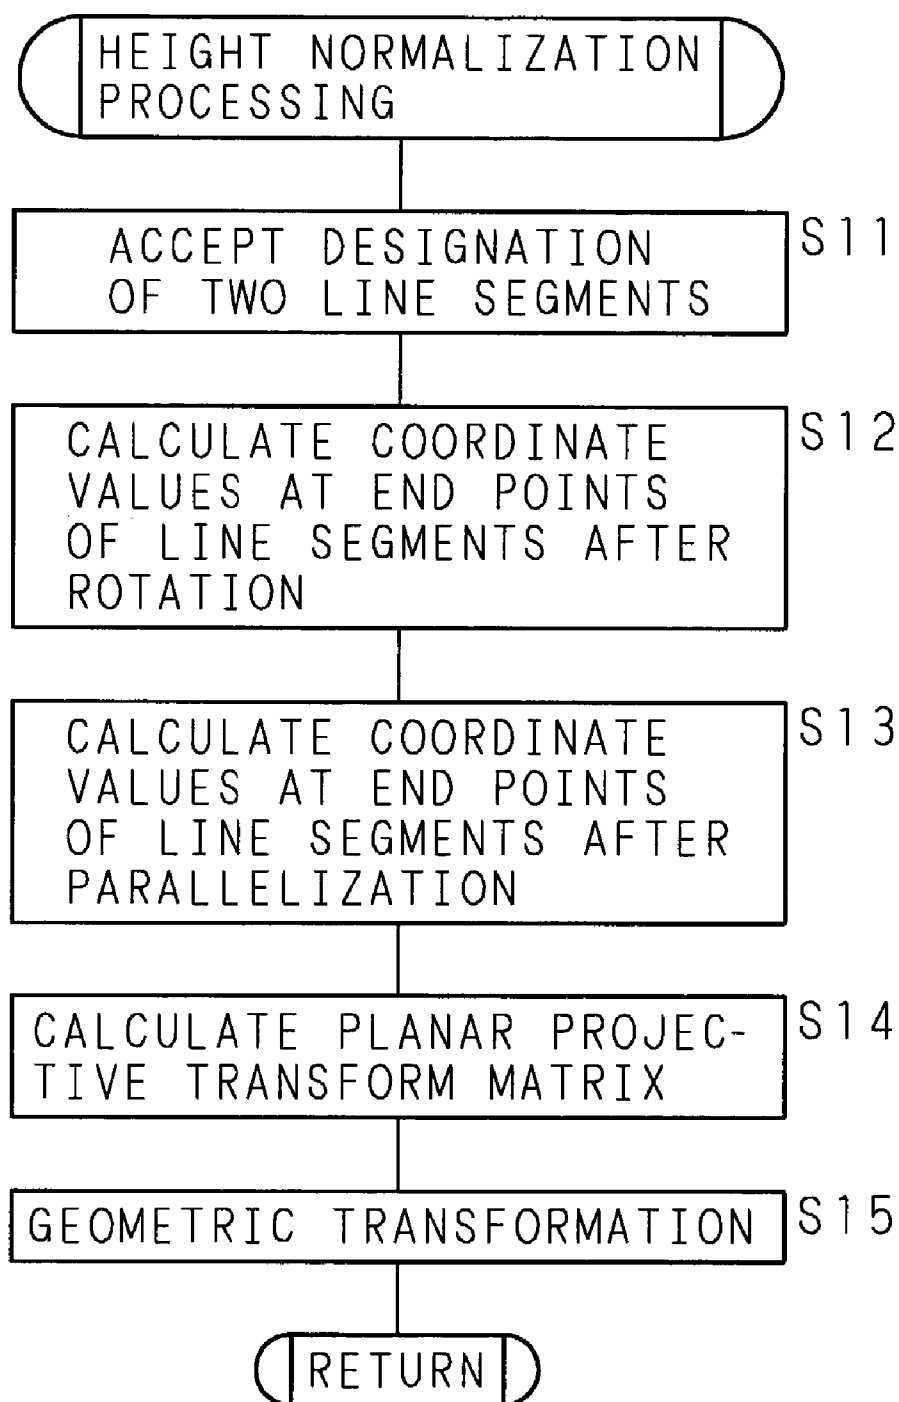 HEIGHT NORMALIZATION
PROCESSING
ACCEPT DESIGNATION
OF TWO LINE SEGMENTS
S11
CALCULATE COORDINATE
VALUES AT END POINTS
OF LINE SEGMENTS AFTER
ROTATION
S12
CALCULATE COORDINATE
VALUES AT END POINTS
OF LINE SEGMENTS AFTER
PARALLELIZATION
S13
CALCULATE PLANAR PROJEC-
TIVE TRANSFORM MATRIX
S14
GEOMETRIC TRANSFORMATION
S15
RETURN